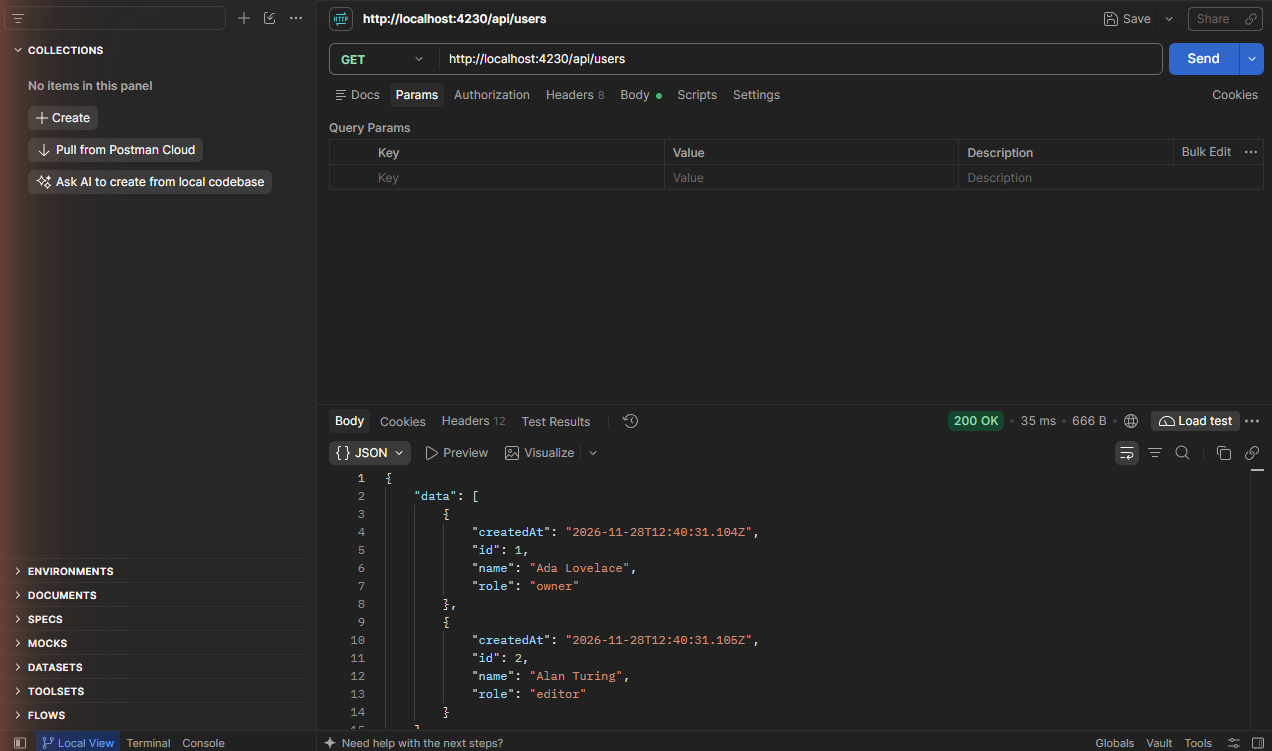 HTTP http://localhost:4230/api/users Save Share
COLLECTIONS
No items in this panel
Create
Pull from Postman Cloud
Ask AI to create from local codebase
ENVIRONMENTS
DOCUMENTS
SPECS
MOCKS
DATASETS
TOOLSETS
FLOWS
GET http://localhost:4230/api/users Send
Docs Params Authorization Headers 8 Body Scripts Settings Cookies
Query Params
Key Value Description Bulk Edit
Key Value Description
Body Cookies Headers 12 Test Results 200 OK 35 ms 666 B Load test
{} JSON Preview Visualize
1 {
2 "data": [
3 {
4 "createdAt": "2026-11-28T12:40:31.104Z",
5 "id": 1,
6 "name": "Ada Lovelace",
7 "role": "owner"
8 },
9 {
10 "createdAt": "2026-11-28T12:40:31.105Z",
11 "id": 2,
12 "name": "Alan Turing",
13 "role": "editor"
14 }
15 ]
Local View Terminal Console Need help with the next steps? Globals Vault Tools